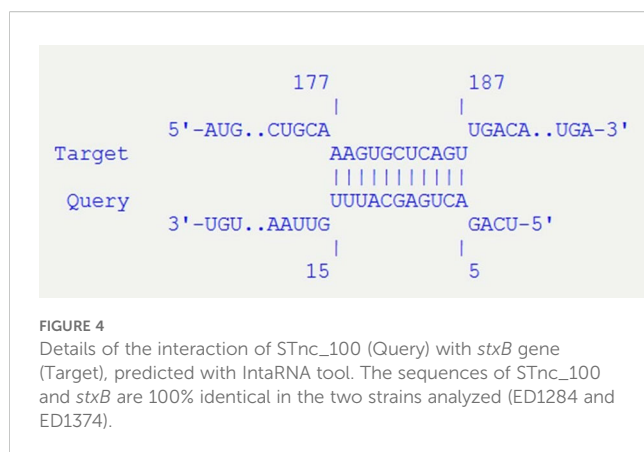 177 187
| |
5'-AUG..CUGCA UGACA..UGA-3'
Target AAGUGCUCAGU
|||||||||||
Query UUUACGAGUCA
3'-UGU..AAUUG GACU-5'
| |
15 5
FIGURE 4
Details of the interaction of STnc_100 (Query) with stxB gene
(Target), predicted with IntaRNA tool. The sequences of STnc_100
and stxB are 100% identical in the two strains analyzed (ED1284 and
ED1374).